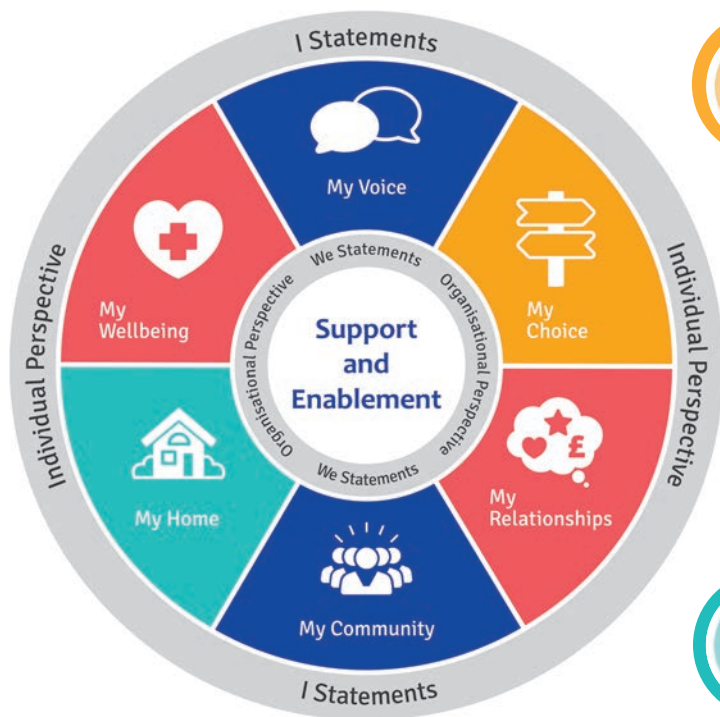 I Statements
Individual Perspective
Individual Perspective
My Voice
My
Wellbeing
My
Choice
We Statements
Organisational Perspective
Organisational Perspective
Support
and
Enablement
We Statements
My Home
£
My
Relationships
My Community
I Statements